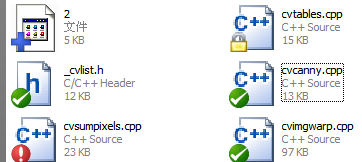 2
文件
5 KB
cvtables.cpp
C++ Source
15 KB
_cvlist.h
C/C++ Header
12 KB
cvcanny.cpp
C++ Source
13 KB
cvsumpixels.cpp
C++ Source
23 KB
cvimgwarp.cpp
C++ Source
97 KB